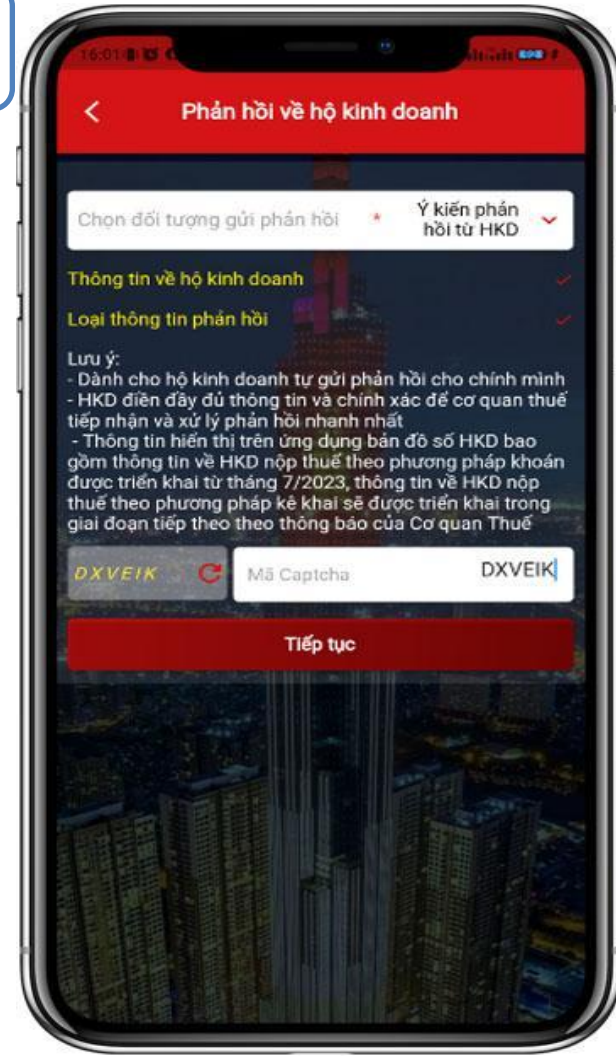 16:01
Phản hồi về hộ kinh doanh
Chọn đối tượng gửi phản hồi * Ý kiến phản
hồi từ HKD
Thông tin về hộ kinh doanh
Loại thông tin phản hồi
Lưu ý:
- Dành cho hộ kinh doanh tự gửi phản hồi cho chính mình
- HKD điền đầy đủ thông tin và chính xác để cơ quan thuế
tiếp nhận và xử lý phản hồi nhanh nhất
- Thông tin hiển thị trên ứng dụng bản đồ số HKD bao
gồm thông tin về HKD nộp thuế theo phương pháp khoán
được triển khai từ tháng 7/2023, thông tin về HKD nộp
thuế theo phương pháp kê khai sẽ được triển khai trong
giai đoạn tiếp theo theo thông báo của Cơ quan Thuế
DXVEIK Mã Captcha DXVEIK
Tiếp tục